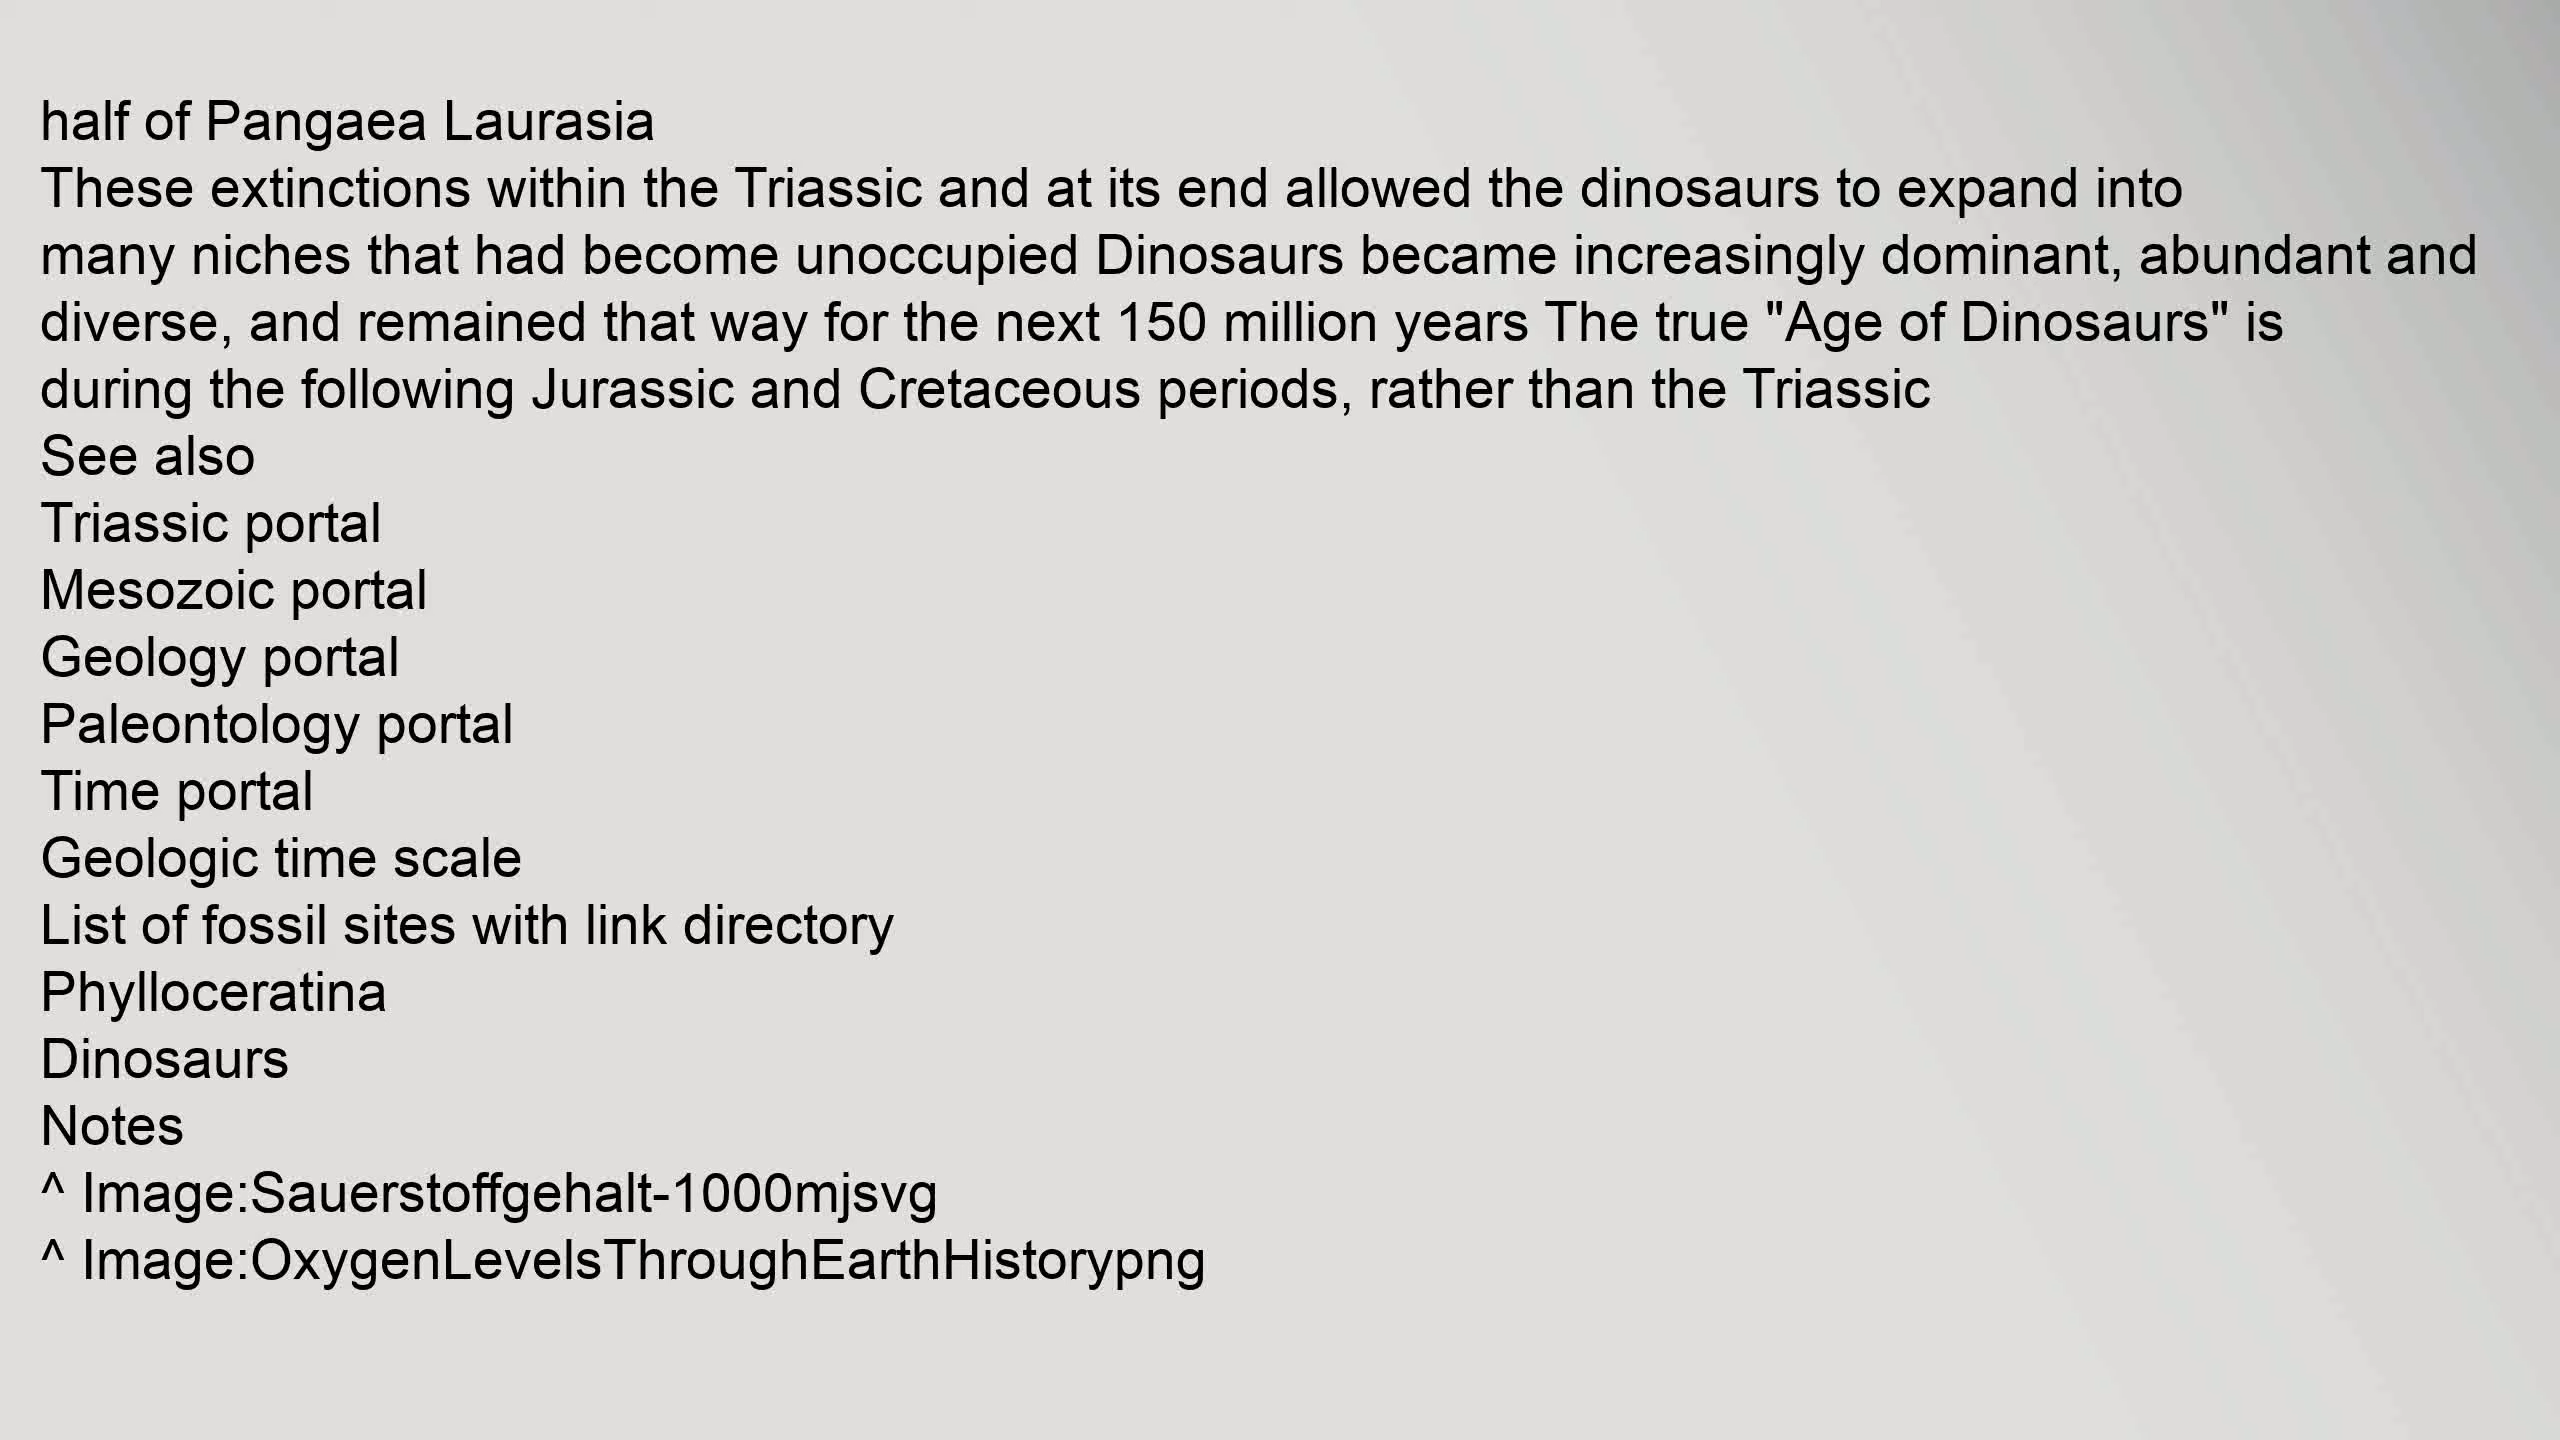 half of Pangaea Laurasia
These extinctions within the Triassic and at its end allowed the dinosaurs to expand into
many niches that had become unoccupied Dinosaurs became increasingly dominant, abundant and
diverse, and remained that way for the next 150 million years The true "Age of Dinosaurs" is
during the following Jurassic and Cretaceous periods, rather than the Triassic
See also
Triassic portal
Mesozoic portal
Geology portal
Paleontology portal
Time portal
Geologic time scale
List of fossil sites with link directory
Phylloceratina
Dinosaurs
Notes
^ Image:Sauerstoffgehalt-1000mjsvg
^ Image:OxygenLevelsThroughEarthHistorypng